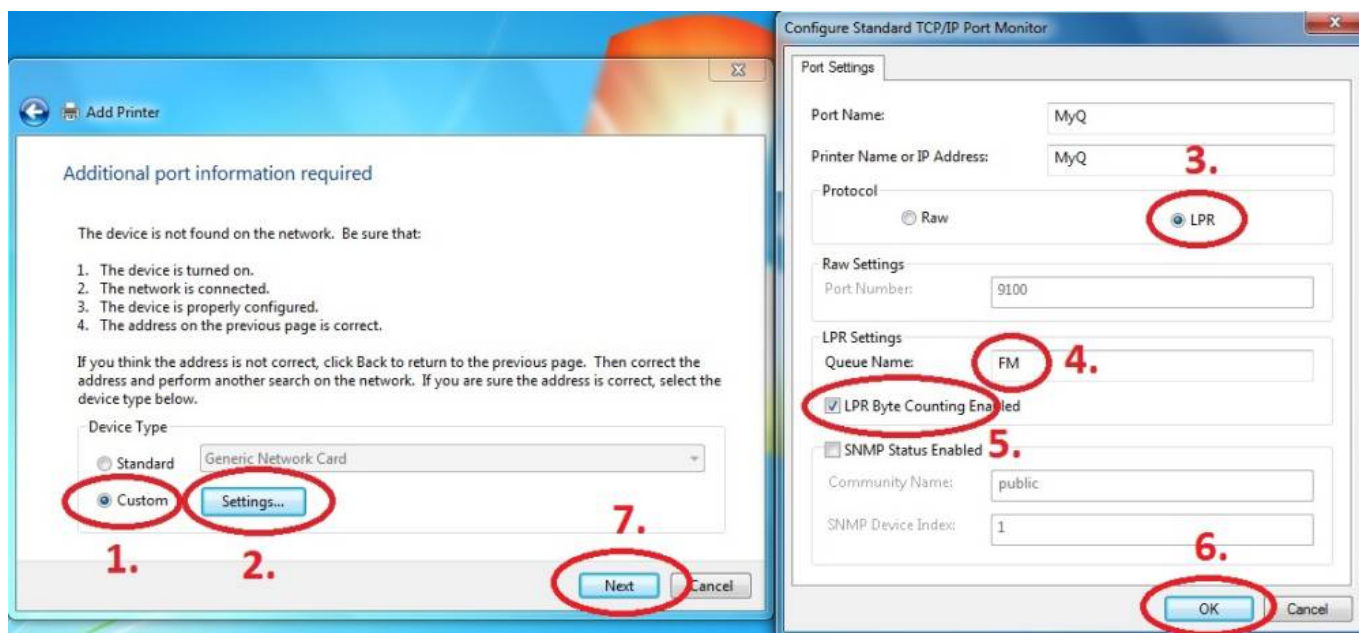 Add Printer
Additional port information required
The device is not found on the network. Be sure that:
1. The device is turned on.
2. The network is connected.
3. The device is properly configured.
4. The address on the previous page is correct.
If you think the address is not correct, click Back to return to the previous page. Then correct the
address and perform another search on the network. If you are sure the address is correct, select the
device type below.
Device Type
Standard
Generic Network Card
Custom
Settings...
1.
2.
7.
Next
Cancel
Configure Standard TCP/IP Port Monitor
Port Settings
Port Name:
MyQ
Printer Name or IP Address:
MyQ
3.
Protocol
Raw
LPR
Raw Settings
Port Number:
9100
LPR Settings
Queue Name:
FM
4.
LPR Byte Counting Enabled
5.
SNMP Status Enabled
Community Name:
public
SNMP Device Index:
1
6.
OK
Cancel